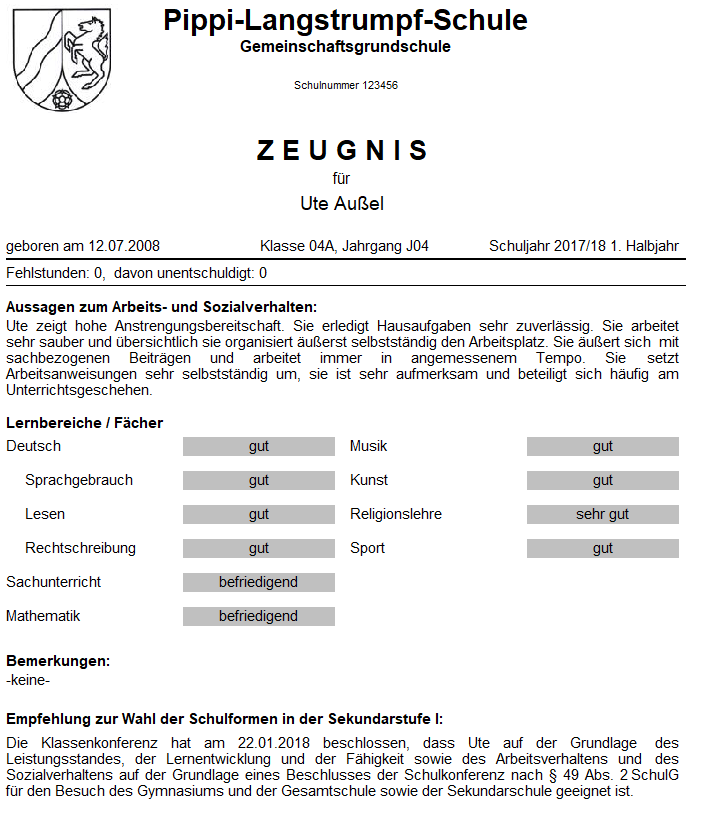 Pippi-Langstrumpf-Schule
Gemeinschaftsgrundschule
Schulnummer 123456
ZEUGNIS
für
Ute Außel
geboren am 12.07.2008 Klasse 04A, Jahrgang J04 Schuljahr 2017/18 1. Halbjahr
Fehlstunden: 0, davon unentschuldigt: 0
Aussagen zum Arbeits- und Sozialverhalten:
Ute zeigt hohe Anstrengungsbereitschaft. Sie erledigt Hausaufgaben sehr zuverlässig. Sie arbeitet
sehr sauber und übersichtlich sie organisiert äußerst selbstständig den Arbeitsplatz. Sie äußert sich mit
sachbezogenen Beiträgen und arbeitet immer in angemessenem Tempo. Sie setzt
Arbeitsanweisungen sehr selbstständig um, sie ist sehr aufmerksam und beteiligt sich häufig am
Unterrichtsgeschehen.
Lernbereiche / Fächer
Deutsch gut Musik gut
Sprachgebrauch gut Kunst gut
Lesen gut Religionslehre sehr gut
Rechtschreibung gut Sport gut
Sachunterricht befriedigend
Mathematik befriedigend
Bemerkungen:
-keine-
Empfehlung zur Wahl der Schulformen in der Sekundarstufe I:
Die Klassenkonferenz hat am 22.01.2018 beschlossen, dass Ute auf der Grundlage des
Leistungsstandes, der Lernentwicklung und der Fähigkeit sowie des Arbeitsverhaltens und des
Sozialverhaltens auf der Grundlage eines Beschlusses der Schulkonferenz nach § 49 Abs. 2 SchulG
für den Besuch des Gymnasiums und der Gesamtschule sowie der Sekundarschule geeignet ist.